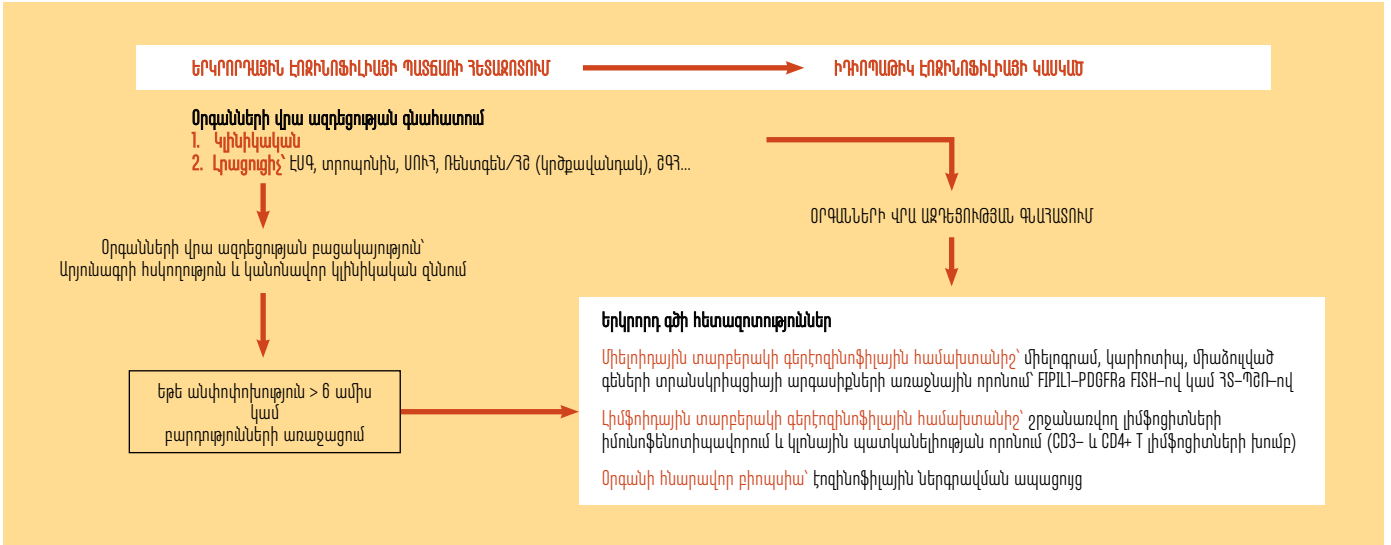 ԵՐԿՐՈՐԴԱՅԻՆ ԷՈԶԻՆՈՖԻԼԻԱՅԻ ՊԱՏՃԱՌԻ ՀԵՏԱԶՈՏՈՒՄ
ԻԴԻՈՊԱԹԻԿ ԷՈԶԻՆՈՖԻԼԻԱՅԻ ԿԱՍԿԱԾ
Օրգանների վրա ազդեցության գնահատում
1. Կլինիկական
2. Լրացուցիչ՝ ԷՍԳ, տրոպոնին, ՍՈՒՀ, Ռենտգեն/ՀՇ (կրծքավանդակ), ՇԳՀ...
ՕՐԳԱՆՆԵՐԻ ՎՐԱ ԱԶԴԵՑՈՒԹՅԱՆ ԳՆԱՀԱՏՈՒՄ
Օրգանների վրա ազդեցության բացակայություն՝
Արյունագրի հսկողություն և կանոնավոր կլինիկական զննում
Եթե անփոփոխություն > 6 ամիս
կամ
բարդությունների առաջացում
Երկրորդ գծի հետազոտություններ
Միելոիդային տարբերակի գերէոզինոֆիլային համախտանիշ՝ միելոգրամ, կարիոտիպ, միաձուլված
գեների տրանսկրիպցիայի արգասիքների առաջնային որոնում՝ FIPIL1–PDGFRa FISH–ով կամ ՀՏ–ՊՇՌ–ով
Լիմֆոիդային տարբերակի գերէոզինոֆիլային համախտանիշ՝ շրջանառվող լիմֆոցիտների
իմունոֆենոտիպավորում և կլոնային պատկանելիության որոնում (CD3– և CD4+ T լիմֆոցիտների խումբ)
Օրգանի հնարավոր բիոպսիա՝ էոզինոֆիլային ներգրավման ապացույց